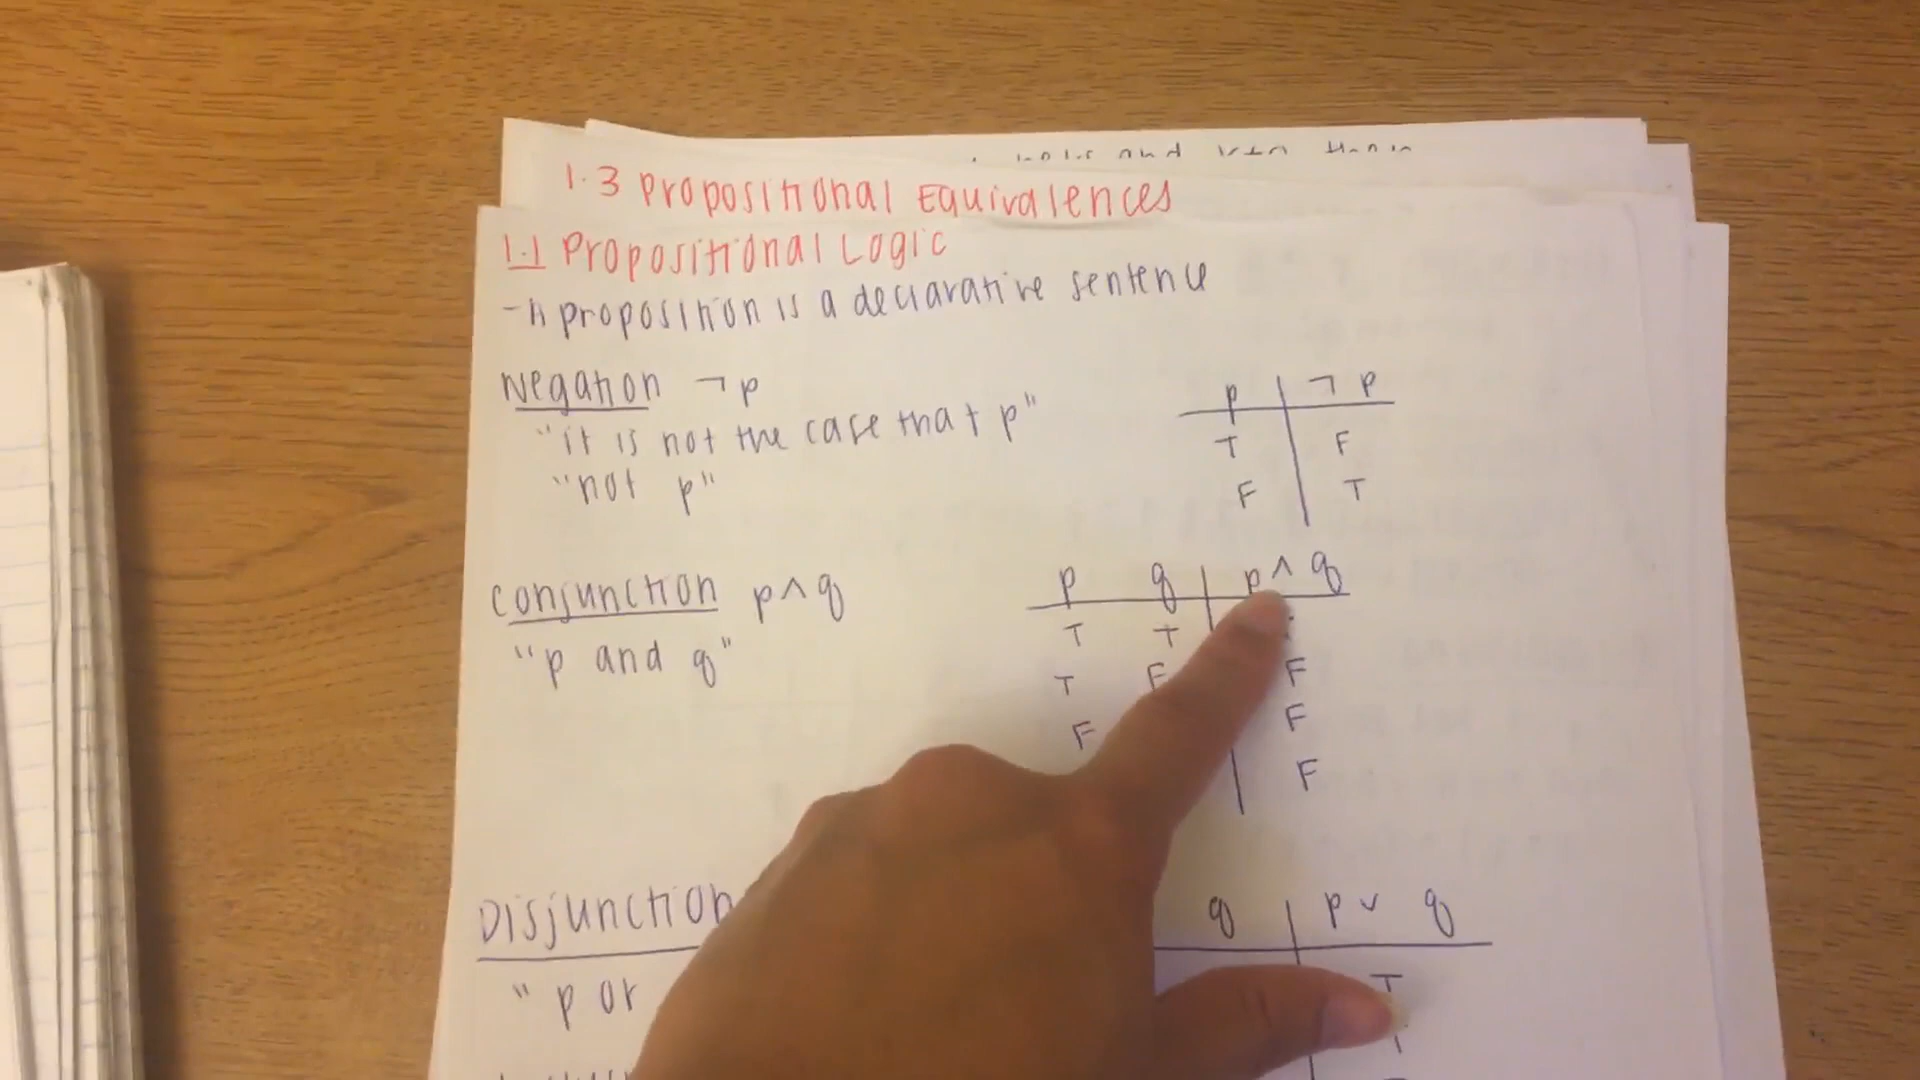 1.3 Propositional Equivalences
1.1 Propositional Logic
- A proposition is a declarative sentence
Negation ¬p
"it is not the case that p"
"not p"
p | ¬p
T F
F T
Conjunction p ∧ q
"p and q"
p q | p ∧ q
T T
T F F
F F
F
Disjunction
"p or
q | p ∨ q
T